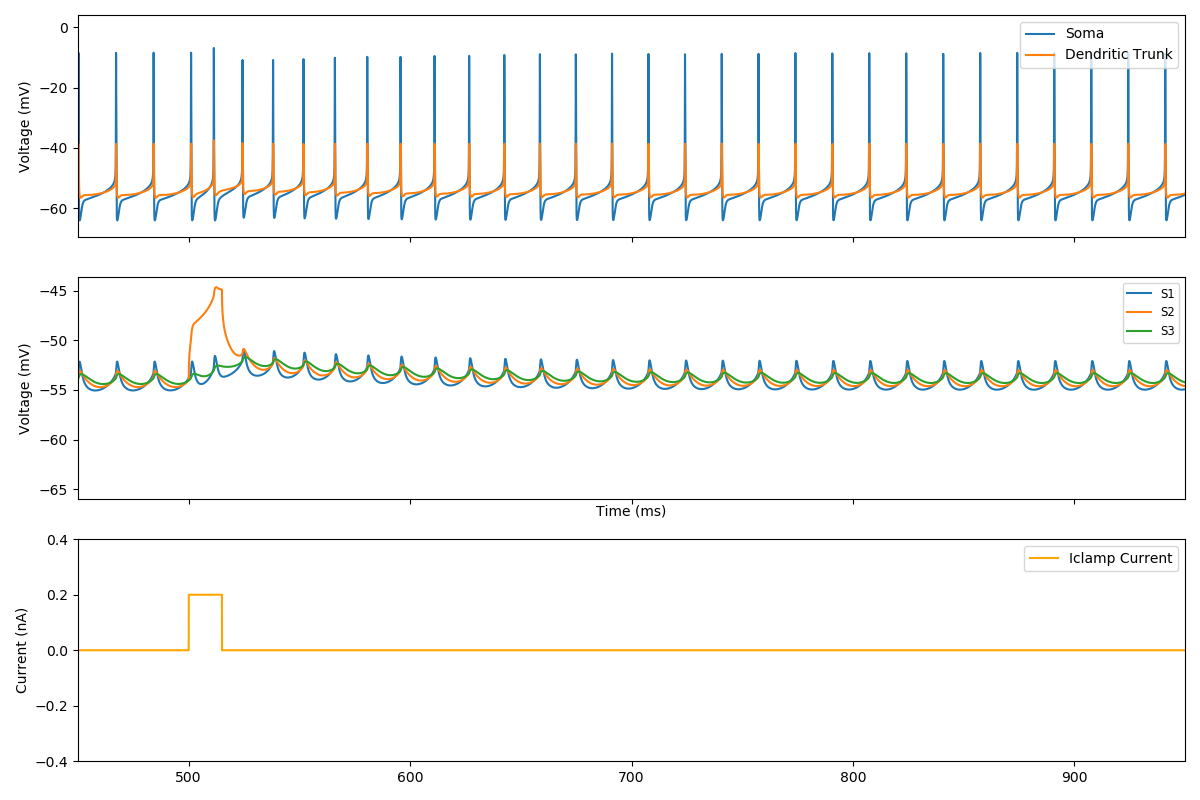 0
−20
−40
−60
Voltage (mV)
Soma
Dendritic Trunk
−45
−50
−55
−60
−65
Voltage (mV)
S1
S2
S3
Time (ms)
0.4
0.2
0.0
−0.2
−0.4
Current (nA)
Iclamp Current
500
600
700
800
900